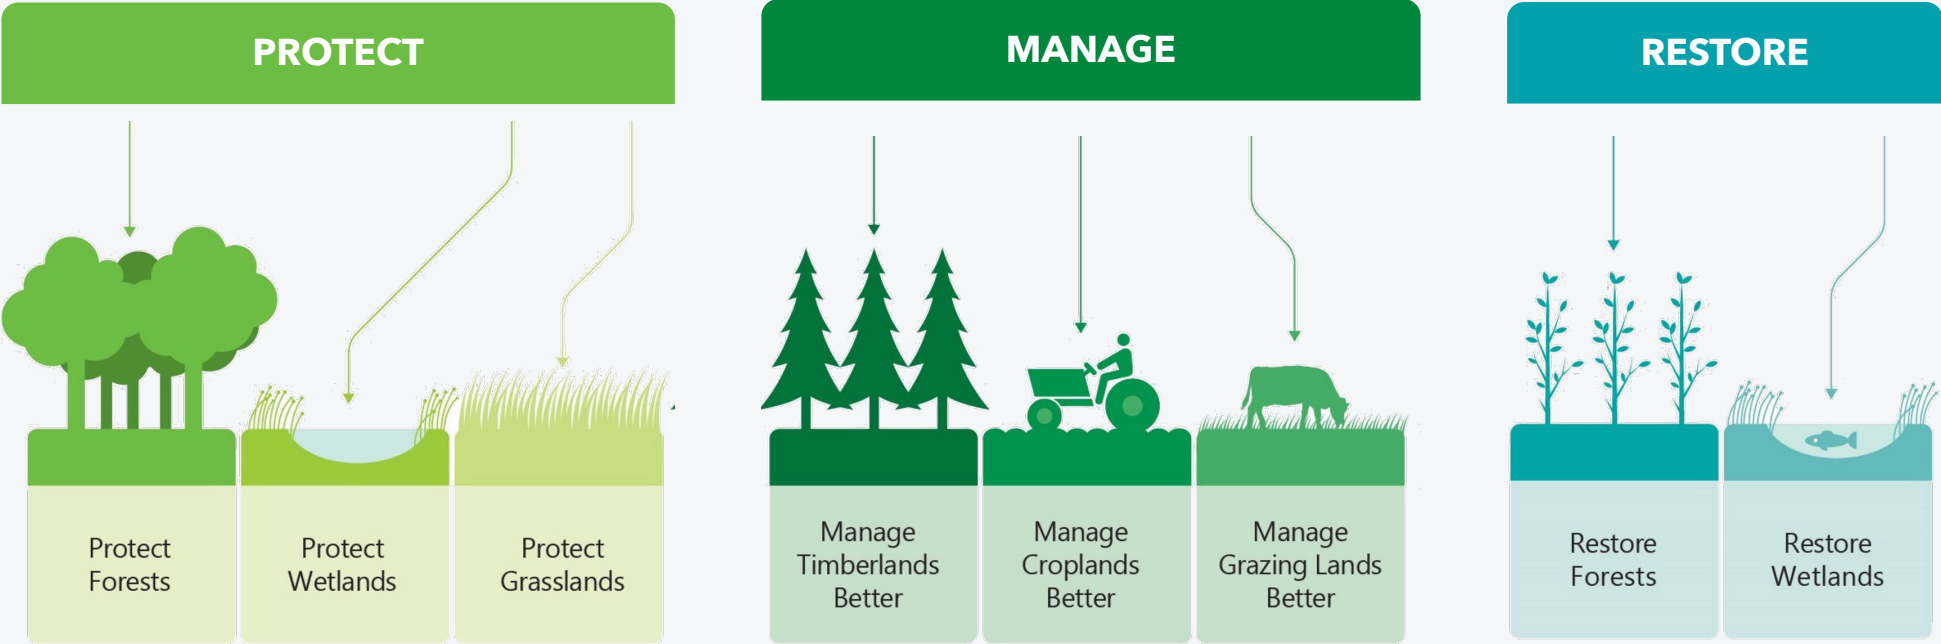 PROTECT
MANAGE
RESTORE
Protect
Forests
Protect
Wetlands
Protect
Grasslands
Manage
Timberlands
Better
Manage
Croplands
Better
Manage
Grazing Lands
Better
Restore
Forests
Restore
Wetlands